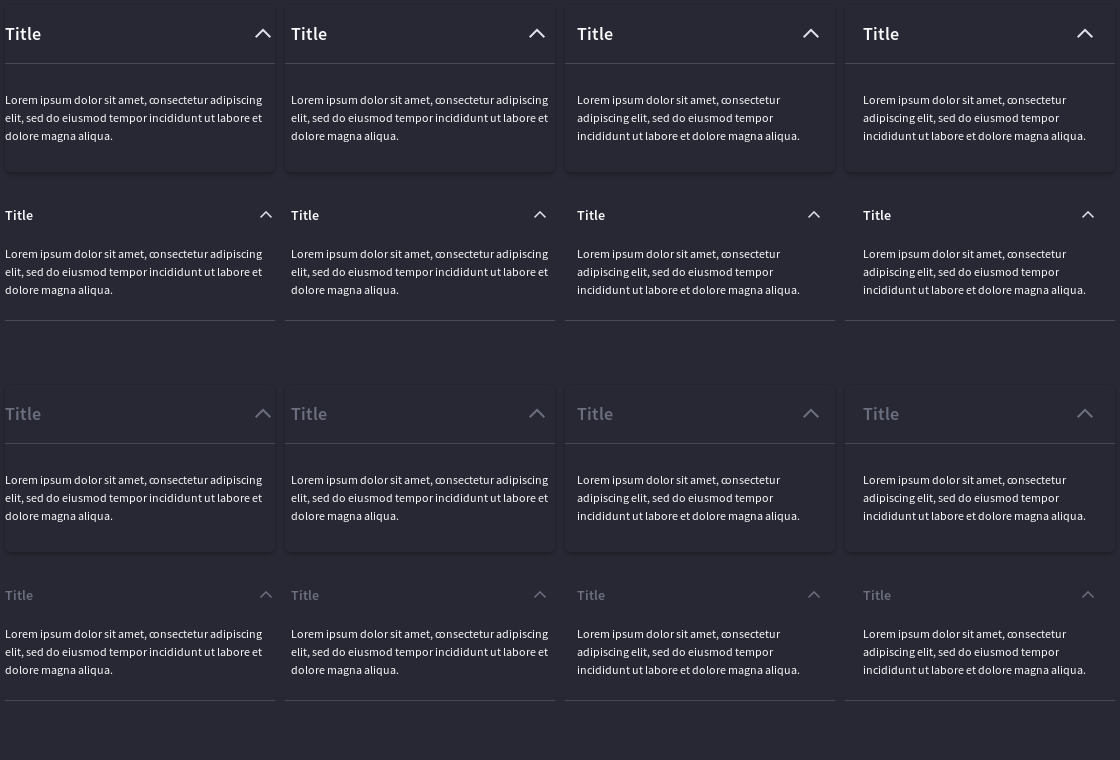 Title
Lorem ipsum dolor sit amet, consectetur adipiscing
elit, sed do eiusmod tempor incididunt ut labore et
dolore magna aliqua.
Title
Lorem ipsum dolor sit amet, consectetur adipiscing
elit, sed do eiusmod tempor incididunt ut labore et
dolore magna aliqua.
Title
Lorem ipsum dolor sit amet, consectetur
adipiscing elit, sed do eiusmod tempor
incididunt ut labore et dolore magna aliqua.
Title
Lorem ipsum dolor sit amet, consectetur
adipiscing elit, sed do eiusmod tempor
incididunt ut labore et dolore magna aliqua.
Title
Lorem ipsum dolor sit amet, consectetur adipiscing
elit, sed do eiusmod tempor incididunt ut labore et
dolore magna aliqua.
Title
Lorem ipsum dolor sit amet, consectetur adipiscing
elit, sed do eiusmod tempor incididunt ut labore et
dolore magna aliqua.
Title
Lorem ipsum dolor sit amet, consectetur
adipiscing elit, sed do eiusmod tempor
incididunt ut labore et dolore magna aliqua.
Title
Lorem ipsum dolor sit amet, consectetur
adipiscing elit, sed do eiusmod tempor
incididunt ut labore et dolore magna aliqua.
Title
Lorem ipsum dolor sit amet, consectetur adipiscing
elit, sed do eiusmod tempor incididunt ut labore et
dolore magna aliqua.
Title
Lorem ipsum dolor sit amet, consectetur adipiscing
elit, sed do eiusmod tempor incididunt ut labore et
dolore magna aliqua.
Title
Lorem ipsum dolor sit amet, consectetur
adipiscing elit, sed do eiusmod tempor
incididunt ut labore et dolore magna aliqua.
Title
Lorem ipsum dolor sit amet, consectetur
adipiscing elit, sed do eiusmod tempor
incididunt ut labore et dolore magna aliqua.
Title
Lorem ipsum dolor sit amet, consectetur adipiscing
elit, sed do eiusmod tempor incididunt ut labore et
dolore magna aliqua.
Title
Lorem ipsum dolor sit amet, consectetur adipiscing
elit, sed do eiusmod tempor incididunt ut labore et
dolore magna aliqua.
Title
Lorem ipsum dolor sit amet, consectetur
adipiscing elit, sed do eiusmod tempor
incididunt ut labore et dolore magna aliqua.
Title
Lorem ipsum dolor sit amet, consectetur
adipiscing elit, sed do eiusmod tempor
incididunt ut labore et dolore magna aliqua.